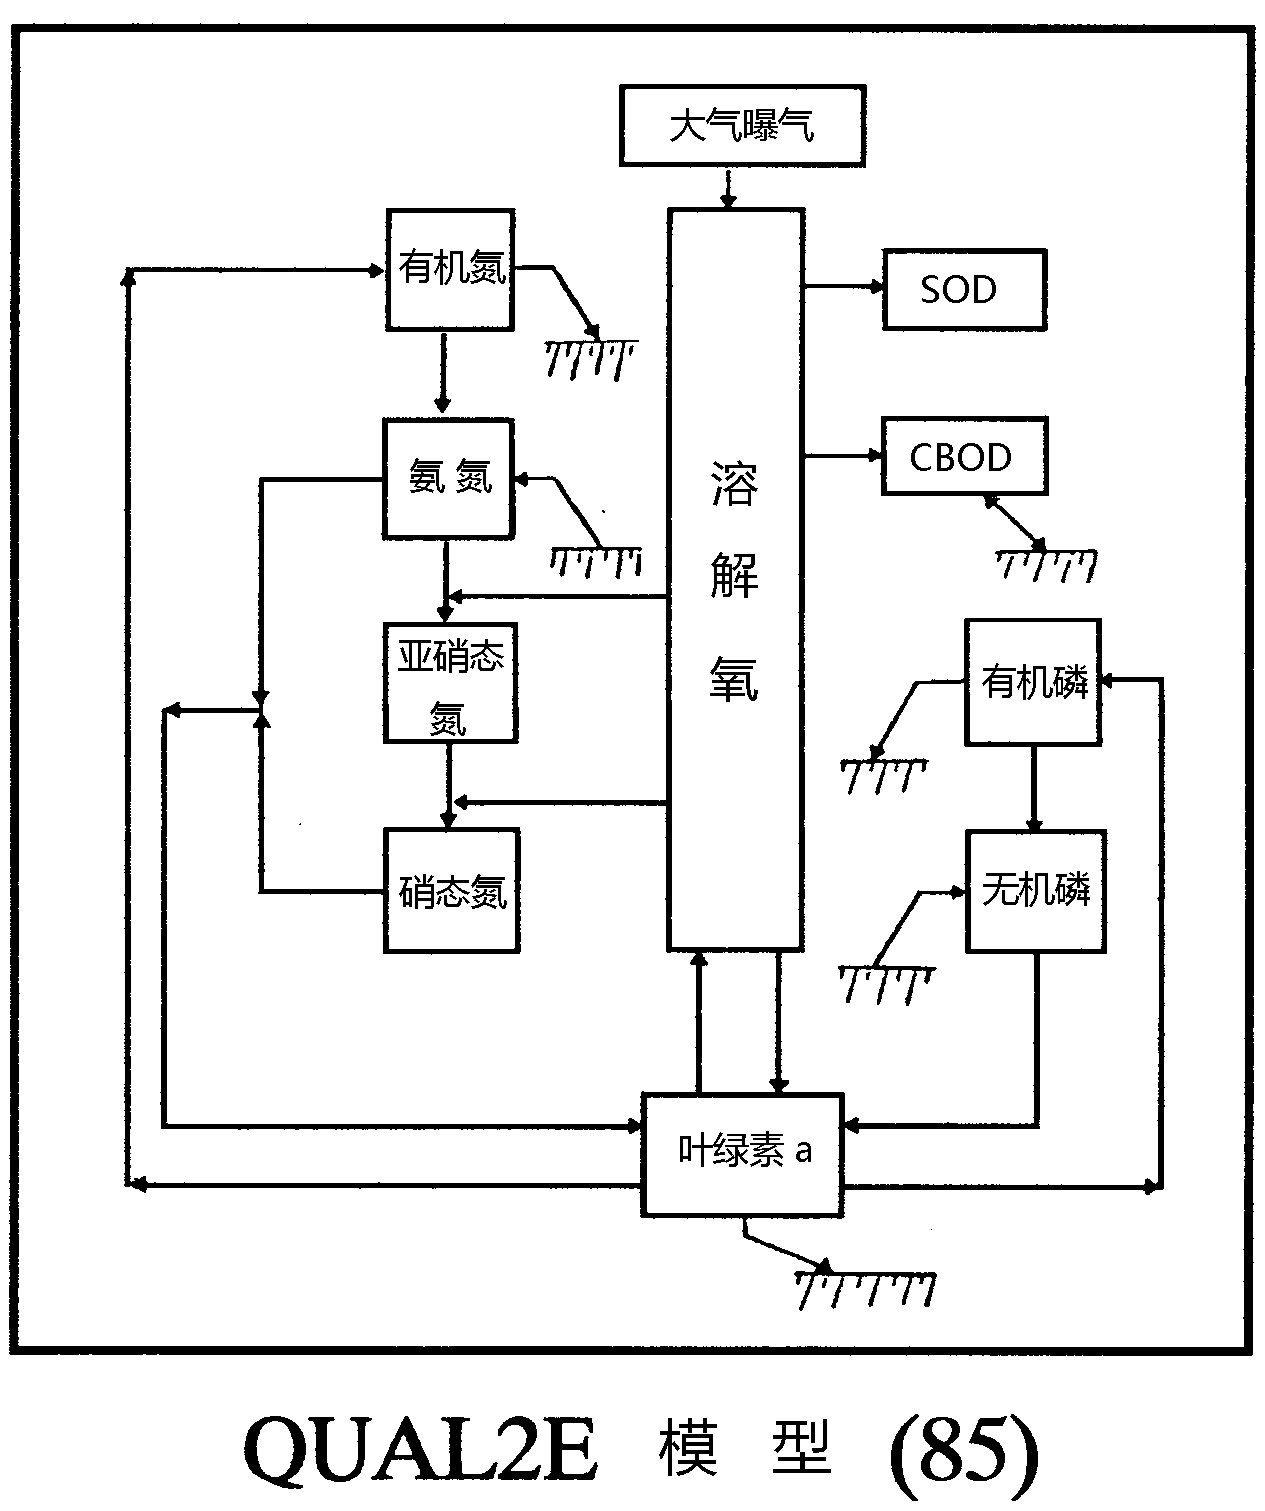 大气曝气
有机氮
SOD
氨氮
CBOD
溶
解
氧
亚硝态
氮
有机磷
硝态氮
无机磷
叶绿素 a
QUAL2E 模 型 (85)